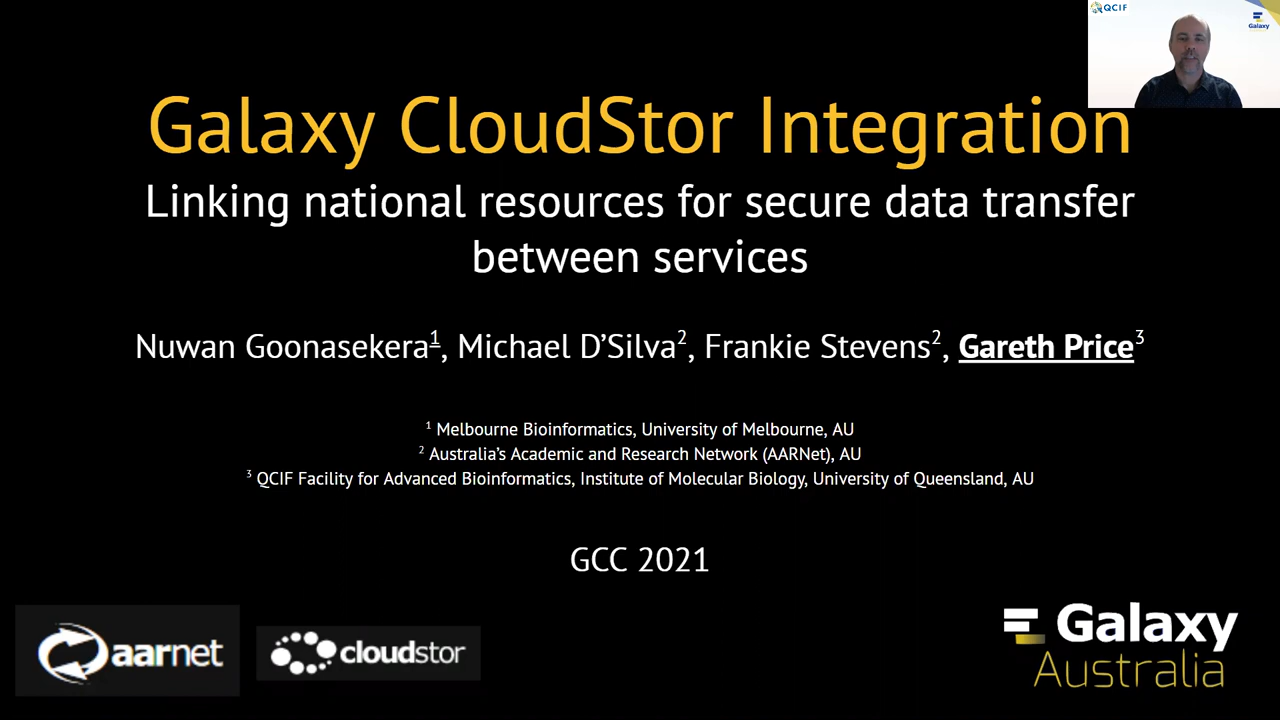 QCIF
Galaxy
Galaxy CloudStor Integration
Linking national resources for secure data transfer
between services
Nuwan Goonasekera¹, Michael D’Silva², Frankie Stevens², Gareth Price³
¹ Melbourne Bioinformatics, University of Melbourne, AU
² Australia’s Academic and Research Network (AARNet), AU
³ QCIF Facility for Advanced Bioinformatics, Institute of Molecular Biology, University of Queensland, AU
GCC 2021
aarnet
cloudstor
Galaxy
Australia